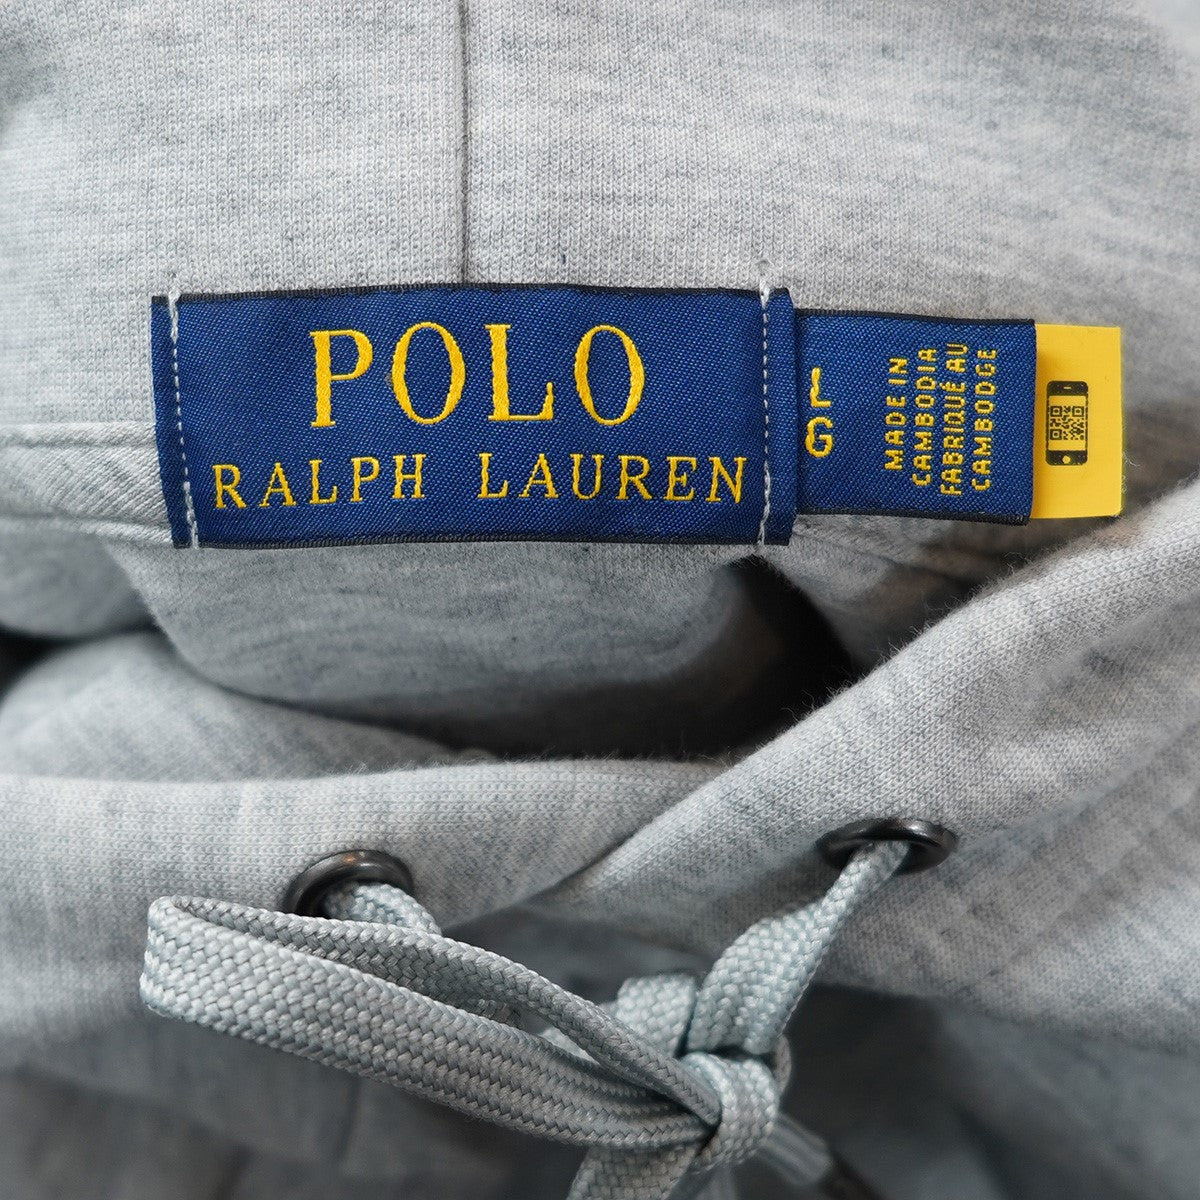 POLO
RALPH LAUREN
L
G
MADE IN
CAMBODIA
FABRIQUÉ AU
CAMBODGE